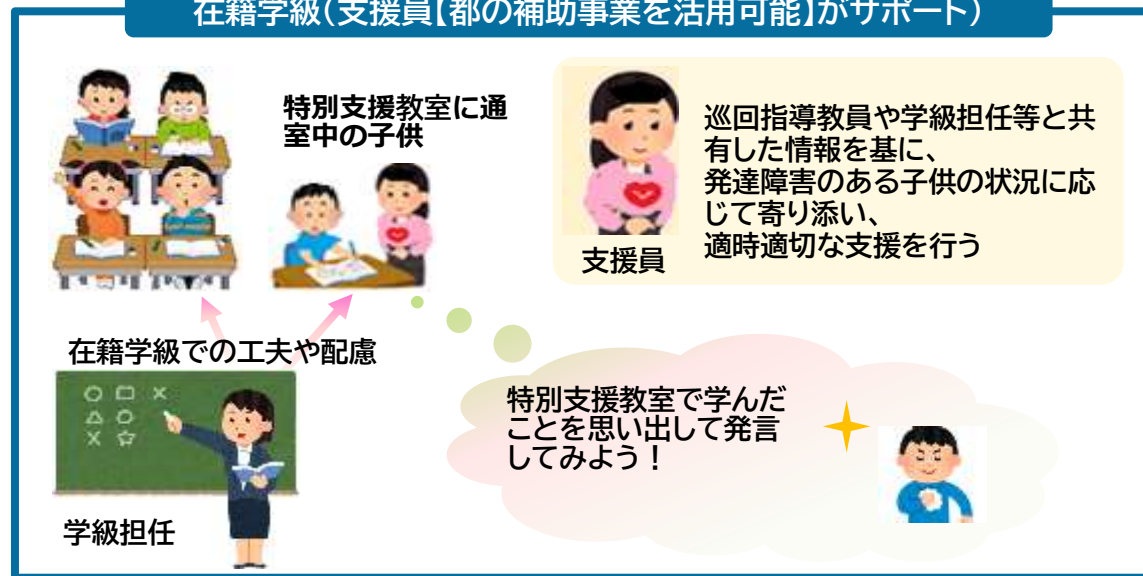 在籍学級(支援員【都の補助事業を活用可能】がサポート)
特別支援教室に通
室中の子供
巡回指導教員や学級担任等と共
有した情報を基に、
発達障害のある子供の状況に応
じて寄り添い、
適時適切な支援を行う
支援員
在籍学級での工夫や配慮
特別支援教室で学んだ
ことを思い出して発言
してみよう！
学級担任